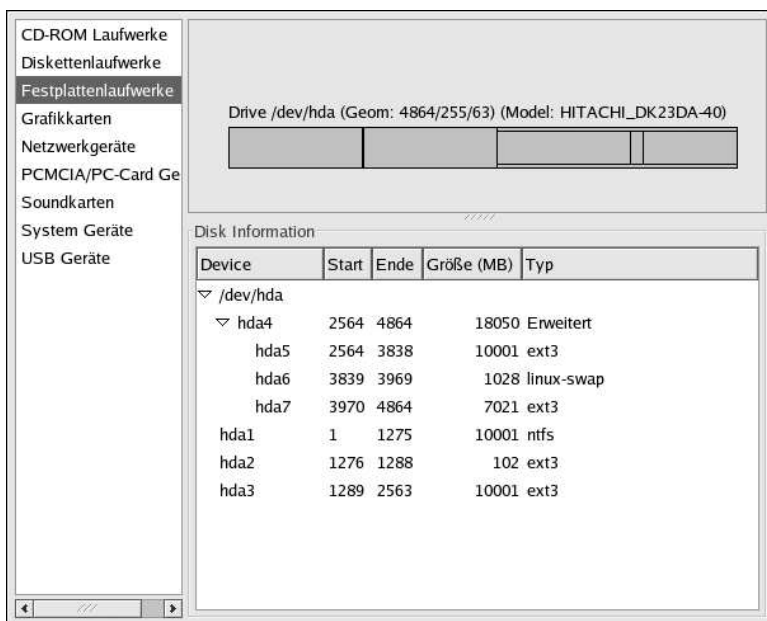 CD-ROM Laufwerke
Diskettenlaufwerke
Festplattenlaufwerke
Grafikkarten
Netzwerkgeräte
PCMCIA/PC-Card Ge
Soundkarten
System Geräte
USB Geräte
Drive /dev/hda (Geom: 4864/255/63) (Model: HITACHI_DK23DA-40)
Disk Information
Device Start Ende Größe (MB) Typ
/dev/hda
hda4 2564 4864 18050 Erweitert
hda5 2564 3838 10001 ext3
hda6 3839 3969 1028 linux-swap
hda7 3970 4864 7021 ext3
hda1 1 1275 10001 ntfs
hda2 1276 1288 102 ext3
hda3 1289 2563 10001 ext3